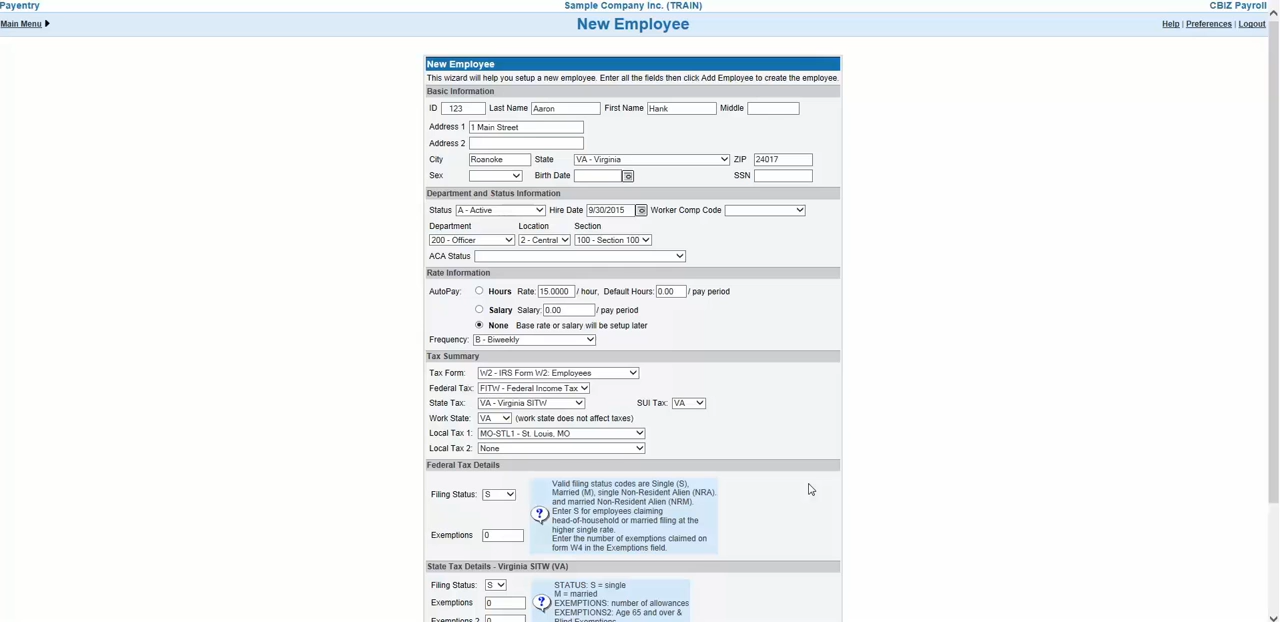 Payentry Sample Company Inc. (TRAIN) CBIZ Payroll
Main Menu New Employee Help | Preferences | Logout
New Employee
This wizard will help you setup a new employee. Enter all the fields then click Add Employee to create the employee.
Basic Information
ID 123 Last Name Aaron First Name Hank Middle
Address 1 1 Main Street
Address 2
City Roanoke State VA - Virginia ZIP 24017
Sex Birth Date SSN
Department and Status Information
Status A - Active Hire Date 9/30/2015 Worker Comp Code
Department Location Section
200 - Officer 2 - Central 100 - Section 100
ACA Status
Rate Information
AutoPay: Hours Rate: 15.0000 / hour, Default Hours: 0.00 / pay period
Salary Salary: 0.00 / pay period
None Base rate or salary will be setup later
Frequency: B - Biweekly
Tax Summary
Tax Form: W2 - IRS Form W2: Employees
Federal Tax: FITW - Federal Income Tax
State Tax: VA - Virginia SITW SUI Tax: VA
Work State: VA (work state does not affect taxes)
Local Tax 1: MO-STL1 - St. Louis, MO
Local Tax 2: None
Federal Tax Details
Valid filing status codes are Single (S),
Filing Status: S Married (M), single Non-Resident Alien (NRA).
and married Non-Resident Alien (NRM).
Enter S for employees claiming
head-of-household or married filing at the
higher single rate.
Exemptions 0 Enter the number of exemptions claimed on
form W4 in the Exemptions field.
State Tax Details - Virginia SITW (VA)
Filing Status: S STATUS: S = single
M = married
Exemptions 0 EXEMPTIONS: number of allowances
EXEMPTIONS2: Age 65 and over &
Exemptions 2 0 Blind Exemptions